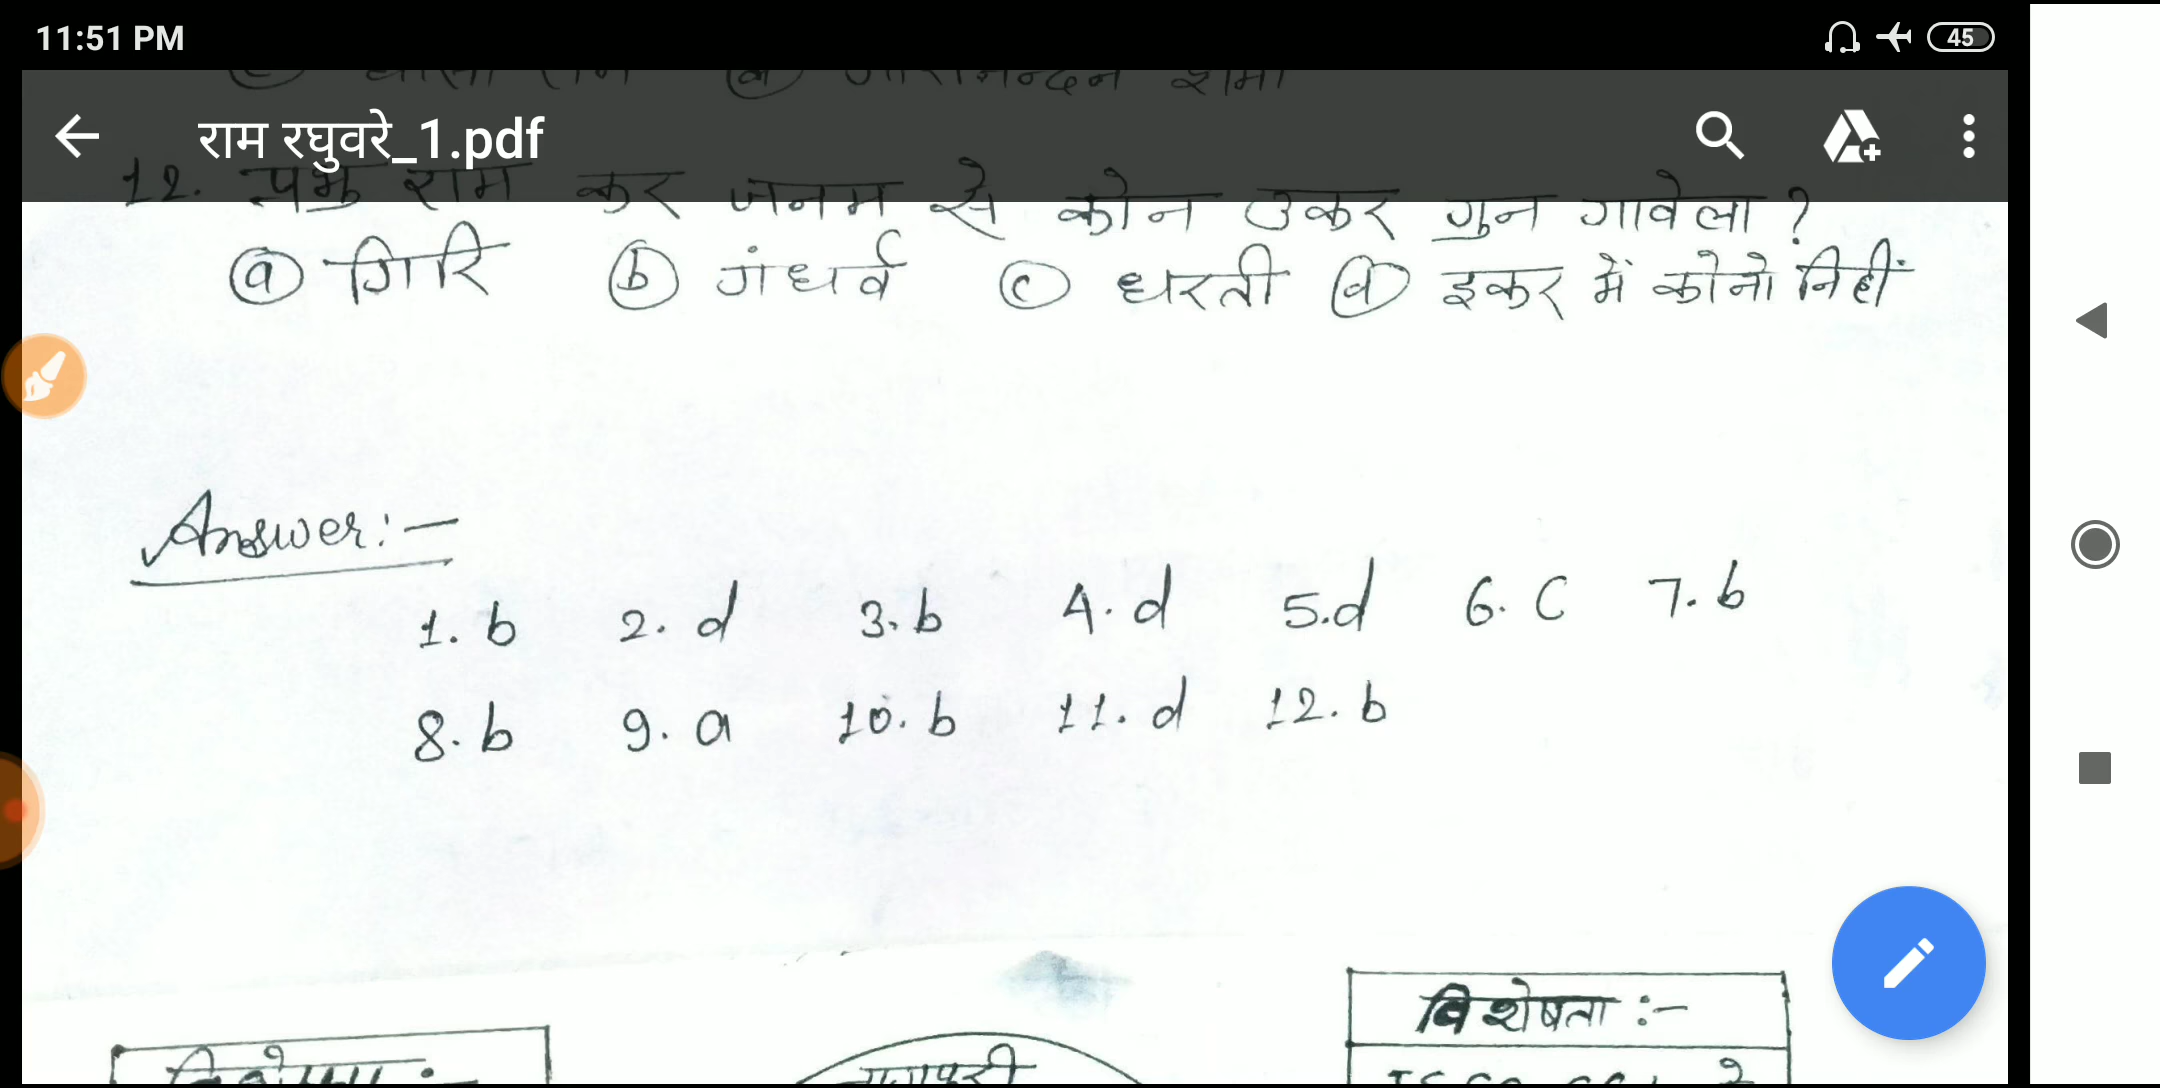 11:51 PM 45
राम रघुवरे_1.pdf
12. प्रभु राम कर जनम से कोन उकर गुन गावेला ?
(a) गिरि (b) गंधर्व (c) धरती (d) इकर में कोनो निहीं
Answer:-
1. b 2. d 3. b 4. d 5. d 6. C 7. b
8. b 9. a 10. b 11. d 12. b
विशेषता :-